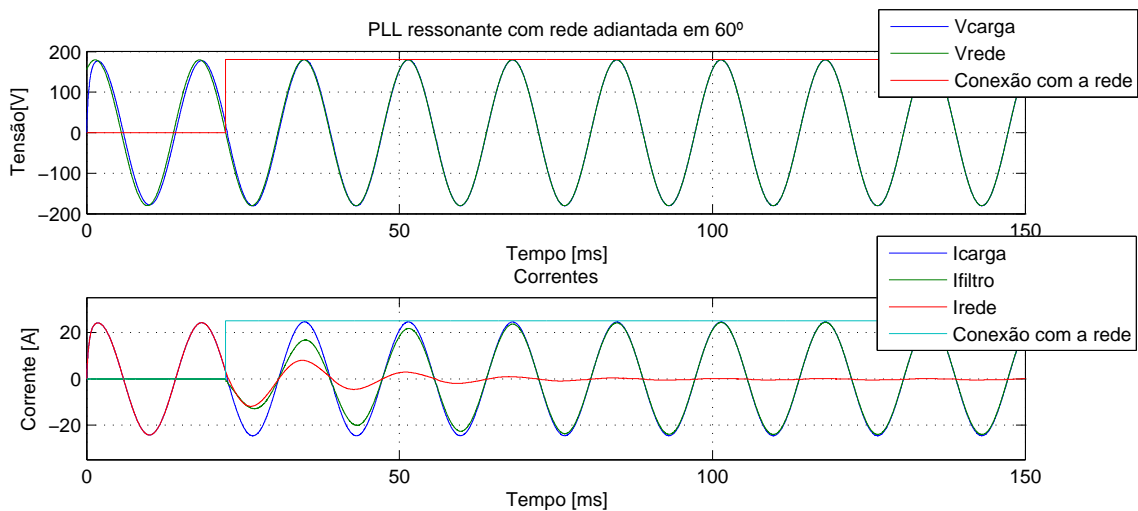 PLL ressonante com rede adiantada em 60º
Vcarga
Vrede
Conexão com a rede
Tensão[V]
200
100
0
−100
−200
0
50
100
150
Tempo [ms]
Correntes
Icarga
Ifiltro
Irede
Conexão com a rede
Corrente [A]
20
0
−20
0
50
100
150
Tempo [ms]